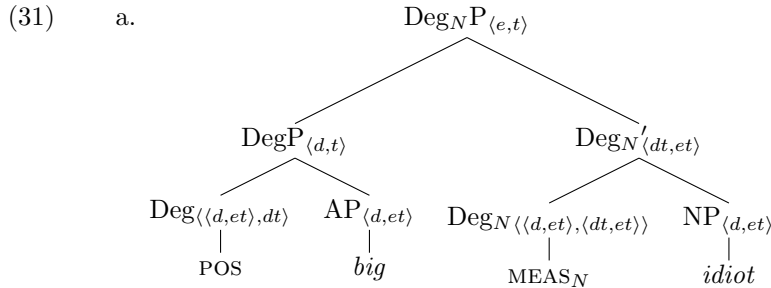 (31) a. Deg_N P⟨e,t⟩
DegP⟨d,t⟩ Deg_N′⟨dt,et⟩
Deg⟨⟨d,et⟩,dt⟩ AP⟨d,et⟩ Deg_N⟨⟨d,et⟩,⟨dt,et⟩⟩ NP⟨d,et⟩
POS big MEAS_N idiot